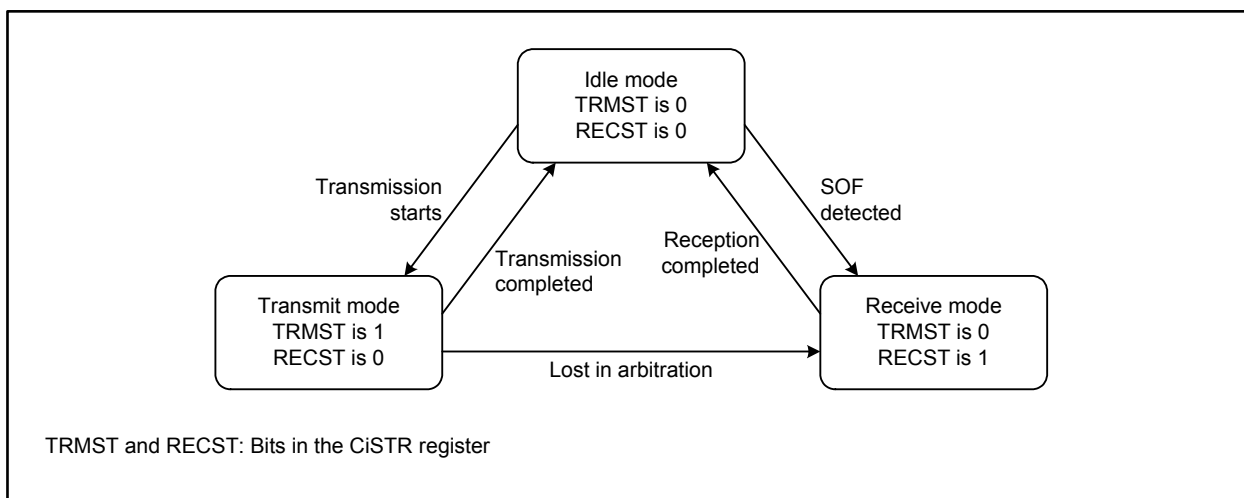 Idle mode
TRMST is 0
RECST is 0
Transmission
starts
SOF
detected
Transmission
completed
Reception
completed
Transmit mode
TRMST is 1
RECST is 0
Receive mode
TRMST is 0
RECST is 1
Lost in arbitration
TRMST and RECST: Bits in the CiSTR register